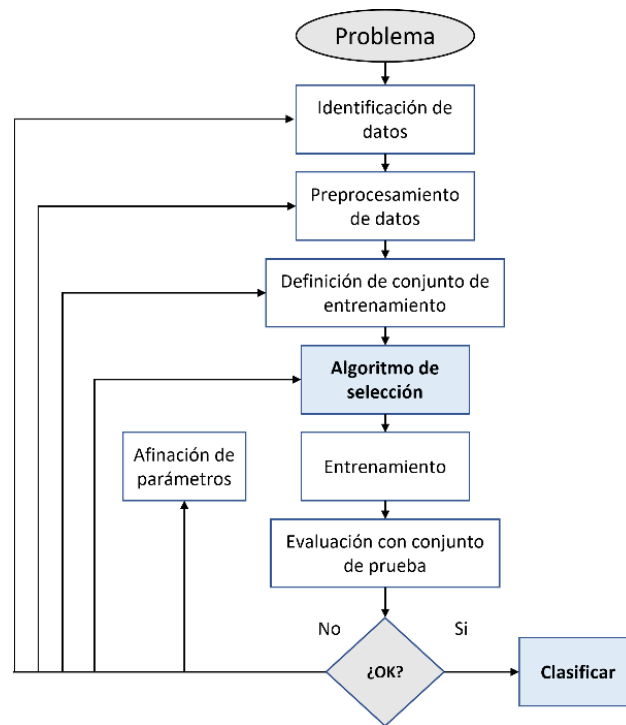 Problema
Identificación de
datos
Preprocesamiento
de datos
Definición de conjunto de
entrenamiento
Algoritmo de
selección
Afinación de
parámetros
Entrenamiento
Evaluación con conjunto
de prueba
No
Si
¿OK?
Clasificar